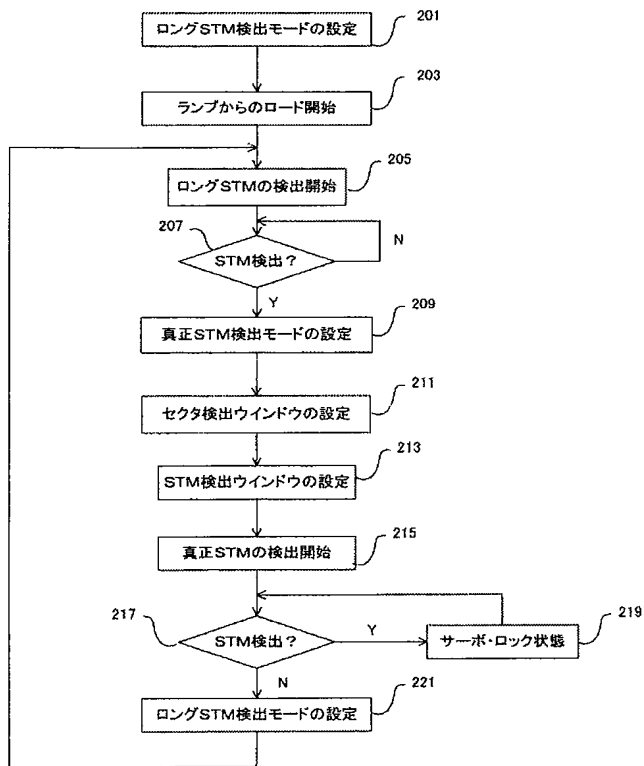 ロングSTM検出モードの設定
201
ランプからのロード開始
203
ロングSTMの検出開始
205
207
STM検出?
N
Y
真正STM検出モードの設定
209
セクタ検出ウインドウの設定
211
STM検出ウインドウの設定
213
真正STMの検出開始
215
217
STM検出?
Y
サーボ・ロック状態
219
N
ロングSTM検出モードの設定
221